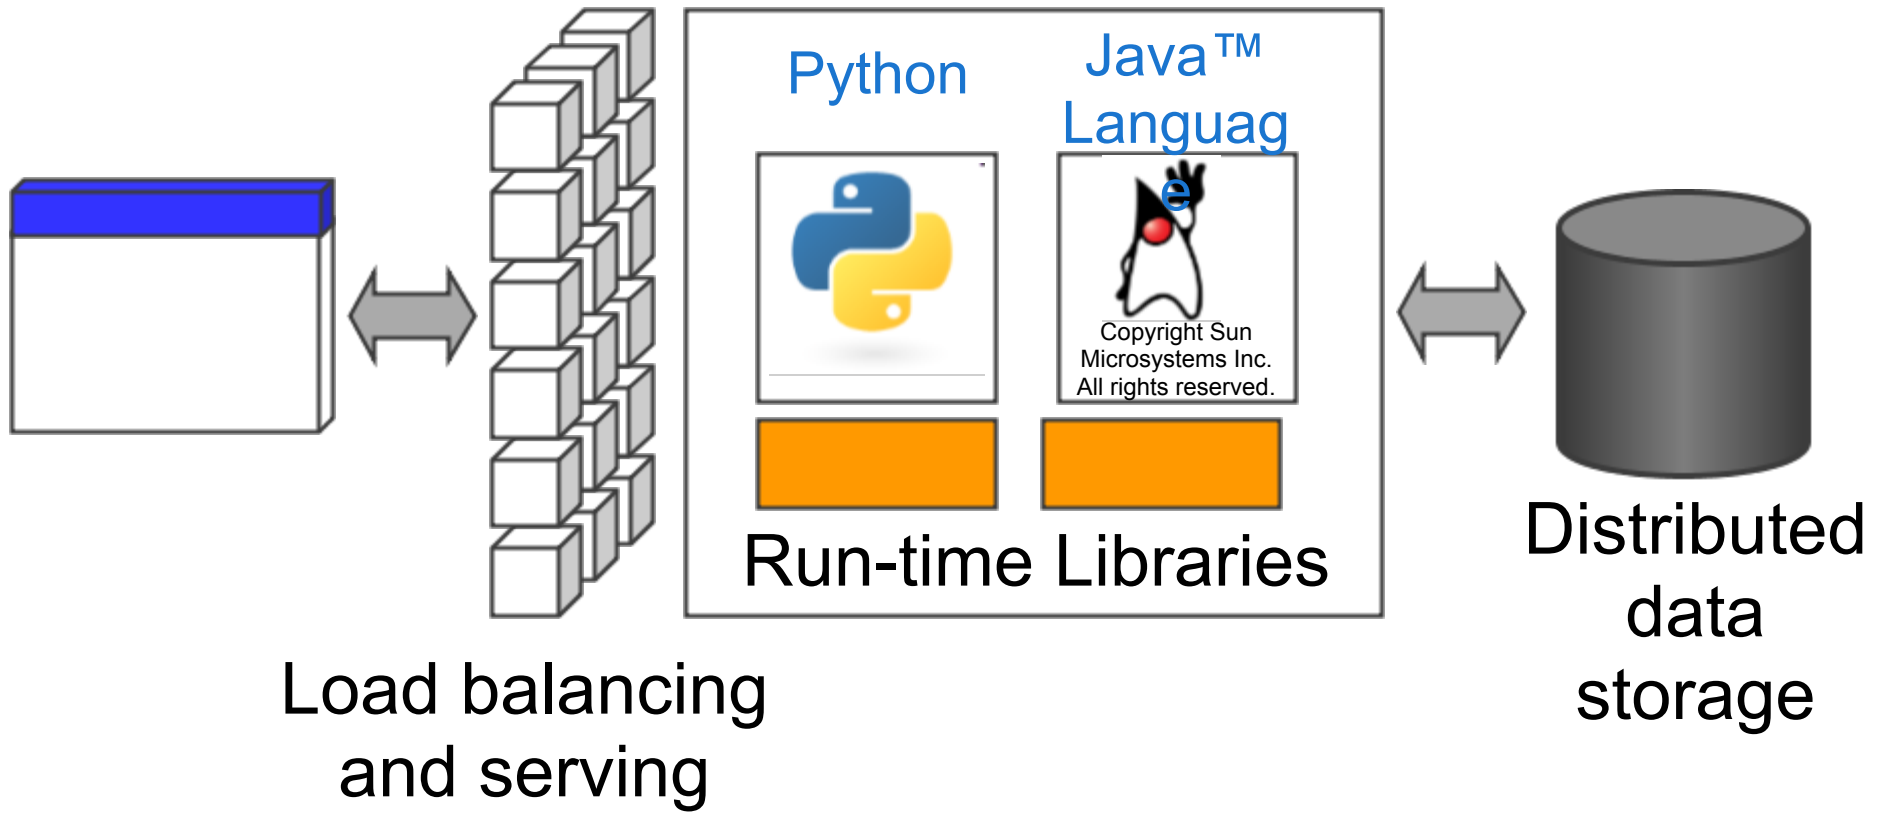 Python
Java™
Languag
e
Copyright Sun
Microsystems Inc.
All rights reserved.
Run-time Libraries
Distributed
data
storage
Load balancing
and serving